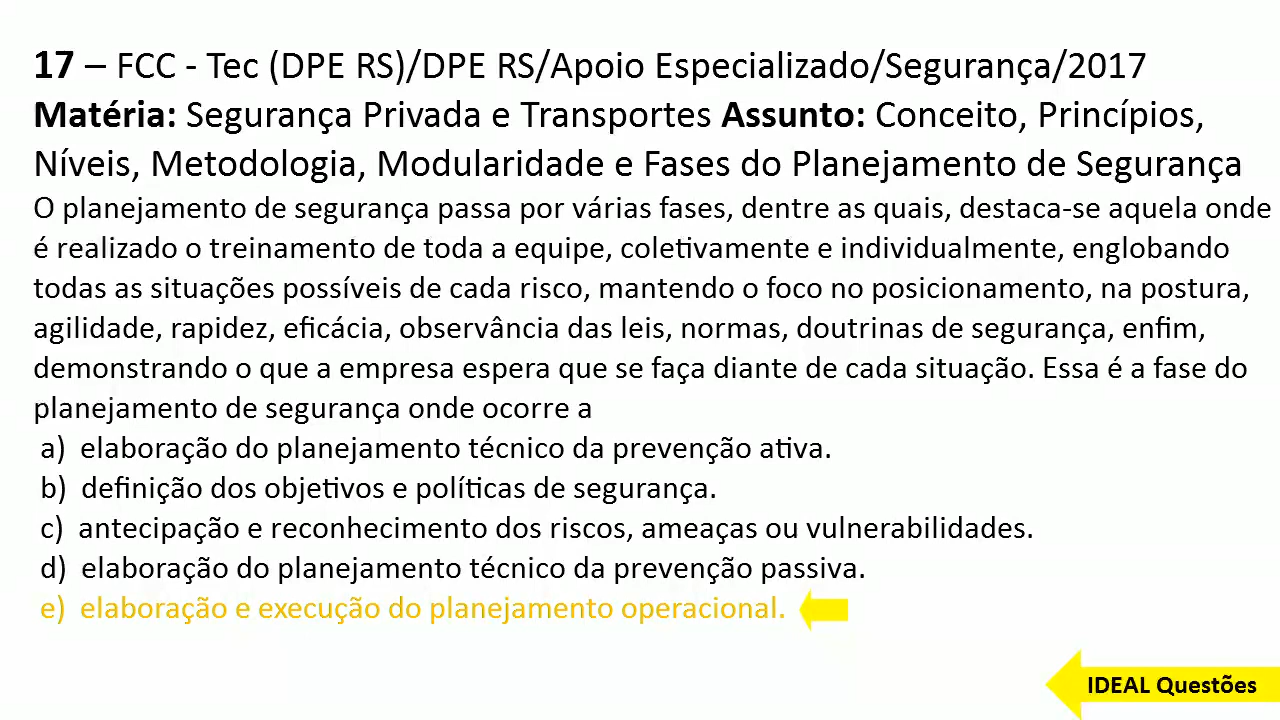 17 – FCC - Tec (DPE RS)/DPE RS/Apoio Especializado/Segurança/2017
Matéria: Segurança Privada e Transportes Assunto: Conceito, Princípios,
Níveis, Metodologia, Modularidade e Fases do Planejamento de Segurança
O planejamento de segurança passa por várias fases, dentre as quais, destaca-se aquela onde
é realizado o treinamento de toda a equipe, coletivamente e individualmente, englobando
todas as situações possíveis de cada risco, mantendo o foco no posicionamento, na postura,
agilidade, rapidez, eficácia, observância das leis, normas, doutrinas de segurança, enfim,
demonstrando o que a empresa espera que se faça diante de cada situação. Essa é a fase do
planejamento de segurança onde ocorre a
a) elaboração do planejamento técnico da prevenção ativa.
b) definição dos objetivos e políticas de segurança.
c) antecipação e reconhecimento dos riscos, ameaças ou vulnerabilidades.
d) elaboração do planejamento técnico da prevenção passiva.
e) elaboração e execução do planejamento operacional.
IDEAL Questões